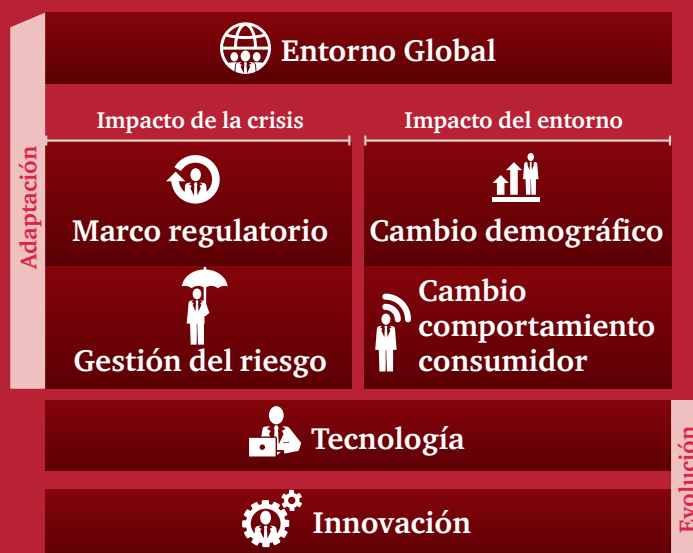 Entorno Global
Impacto de la crisis
Impacto del entorno
Adaptación
Marco regulatorio
Cambio demográfico
Gestión del riesgo
Cambio
comportamiento
consumidor
Tecnología
Evolución
Innovación